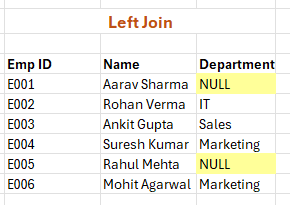 Left Join
Emp ID Name Department
E001 Aarav Sharma NULL
E002 Rohan Verma IT
E003 Ankit Gupta Sales
E004 Suresh Kumar Marketing
E005 Rahul Mehta NULL
E006 Mohit Agarwal Marketing